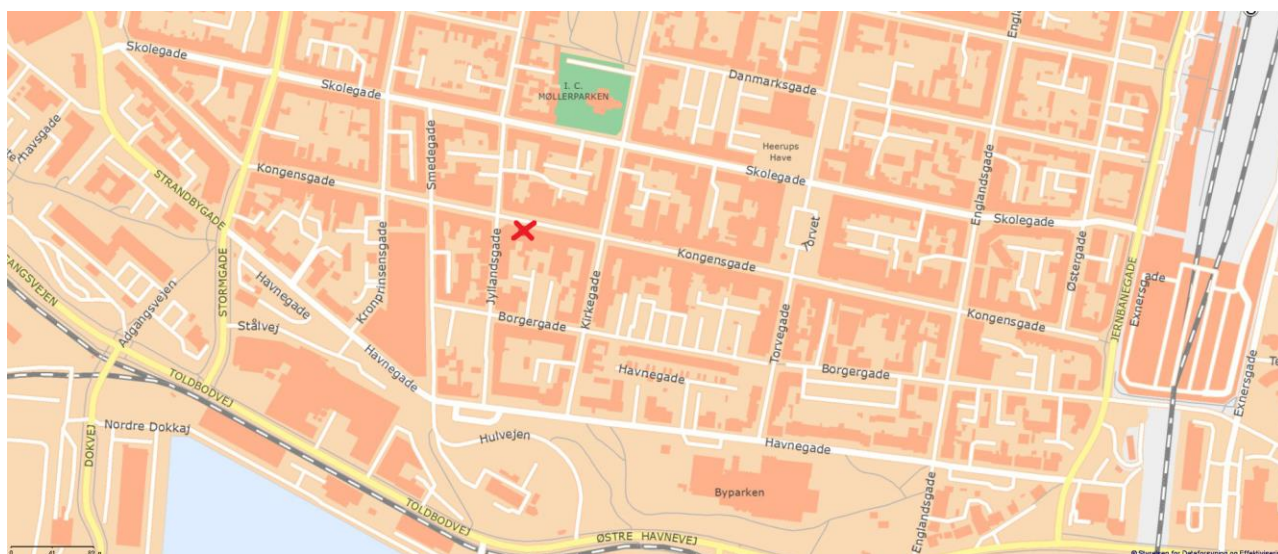 Skolegade
Skolegade
I. C.
MØLLERPARKEN
Danmarksgade
Heerups
Have
Skolegade
Englandsgade
Skolegade
Smedegade
Kongensgade
STRANDBYGADE
STORMGADE
Kronprinsensgade
Jyllandsgade
Kirkegade
Kongensgade
Torvet
Østergade
JERNBANEGADE
Exnersgade
Havnegade
Adgangsvejen
Stålvej
Borgergade
Torvegade
Kongensgade
Havnegade
TOLDBODVEJ
Havnegade
Borgergade
Exnersgade
Nordre Dokkaj
DOKVEJ
Hulvejen
Havnegade
Byparken
Englandsgade
TOLDBODVEJ
ØSTRE HAVNEVEJ